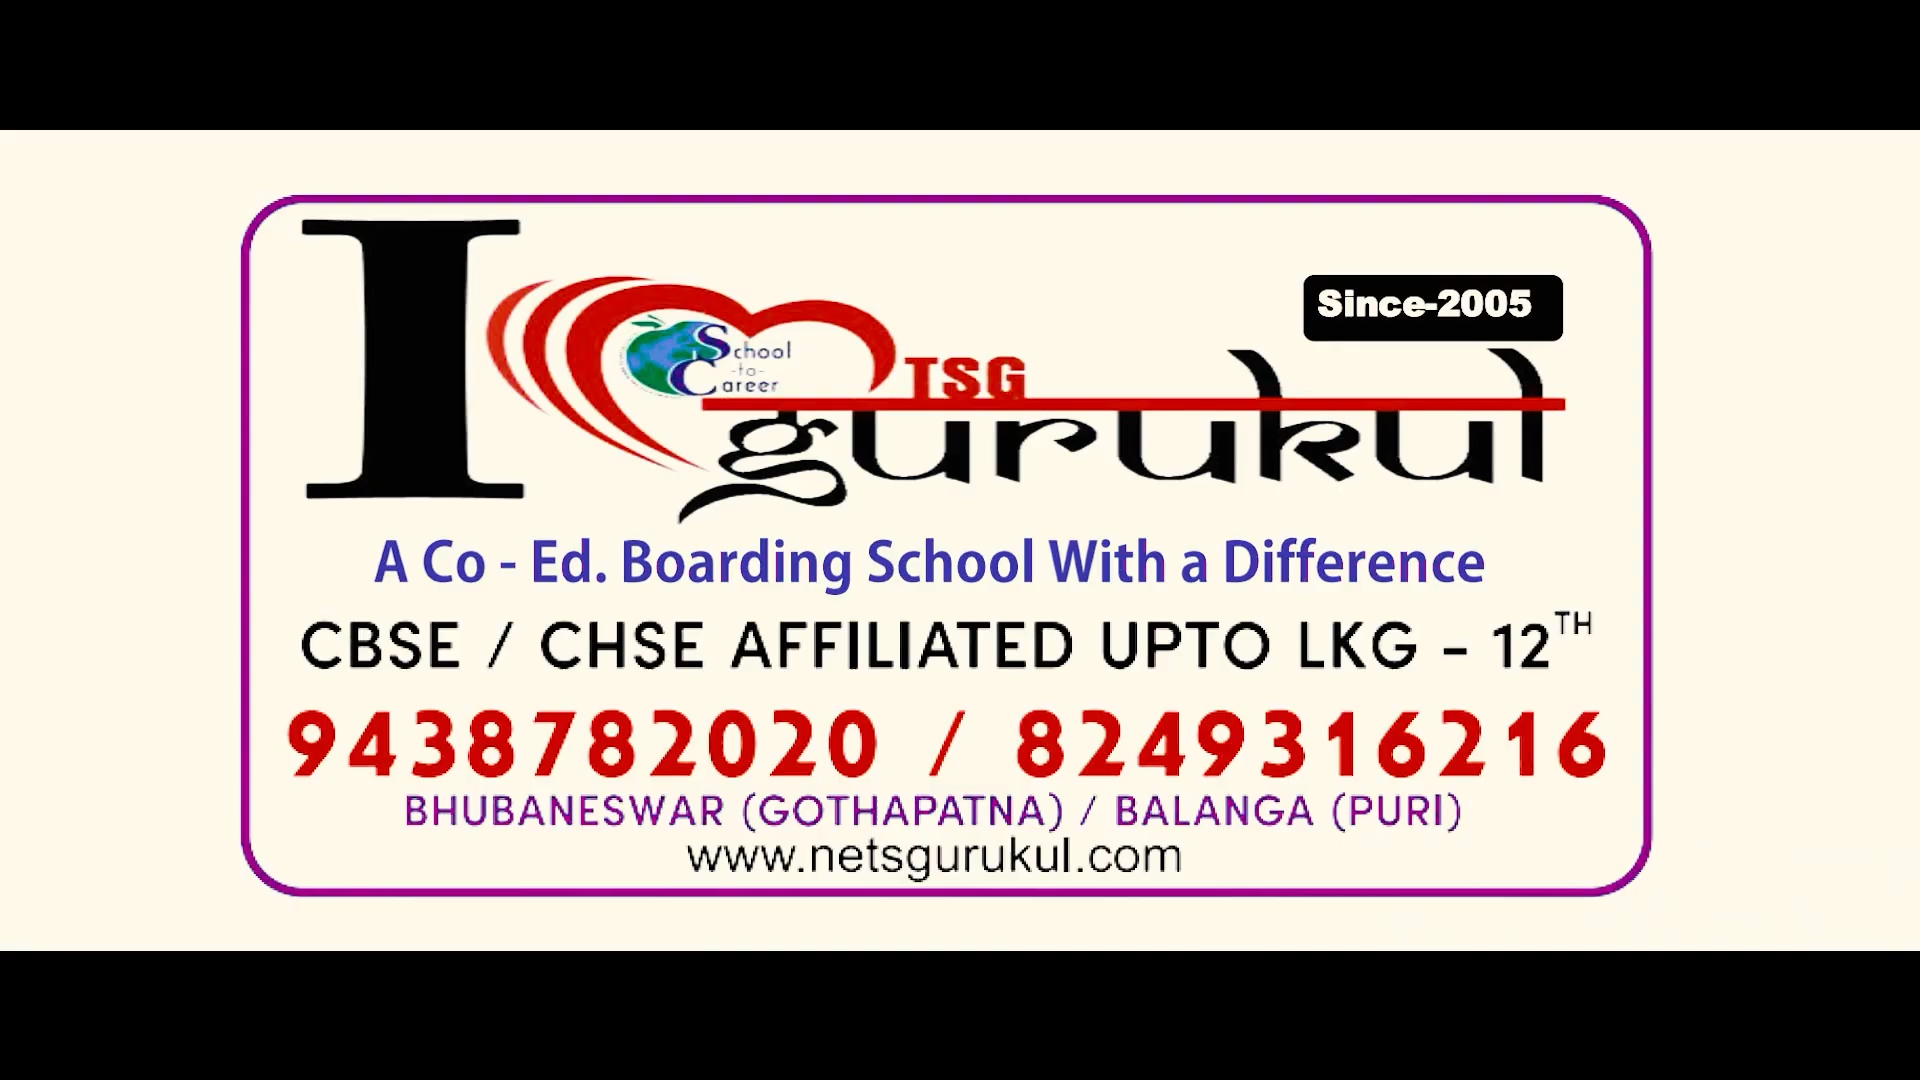 Since-2005
I
School
-to-
Career
TSG
gurukul
A Co - Ed. Boarding School With a Difference
CBSE / CHSE AFFILIATED UPTO LKG - 12TH
9438782020 / 8249316216
BHUBANESWAR (GOTHAPATNA) / BALANGA (PURI)
www.netsgurukul.com